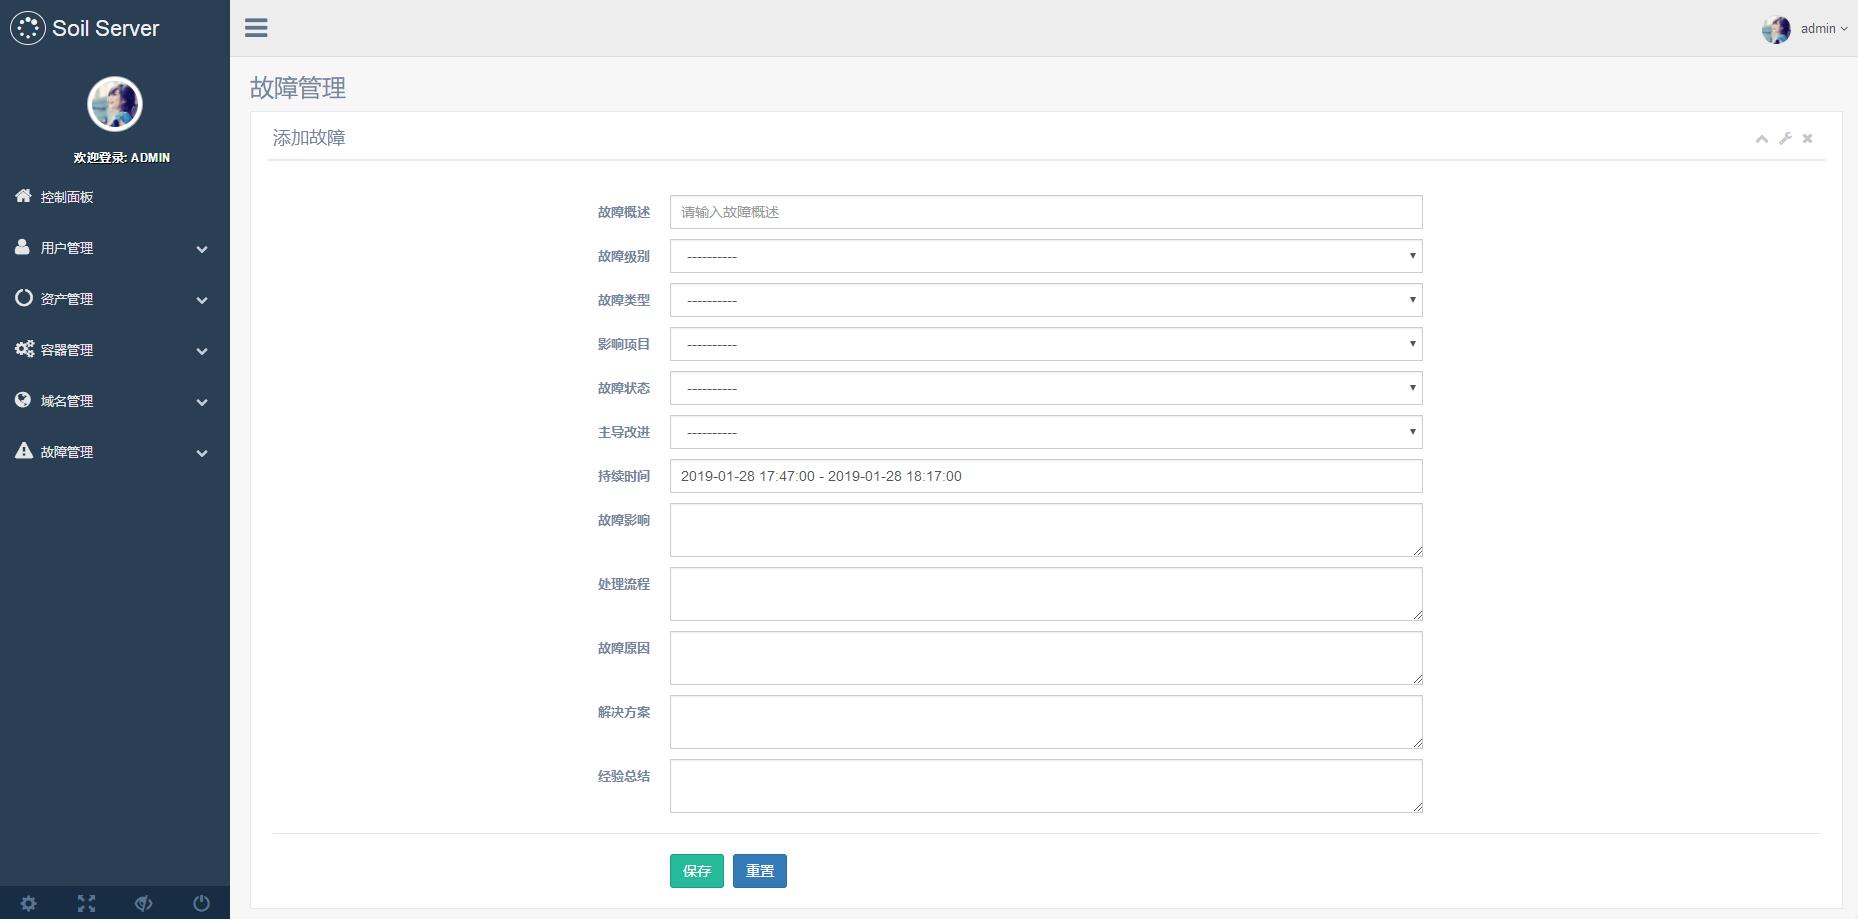 Soil Server
admin
欢迎登录: ADMIN
控制面板
用户管理
资产管理
容器管理
域名管理
故障管理
故障管理
添加故障
故障概述 请输入故障概述
故障级别 ----------
故障类型 ----------
影响项目 ----------
故障状态 ----------
主导改进 ----------
持续时间 2019-01-28 17:47:00 - 2019-01-28 18:17:00
故障影响
处理流程
故障原因
解决方案
经验总结
保存 重置